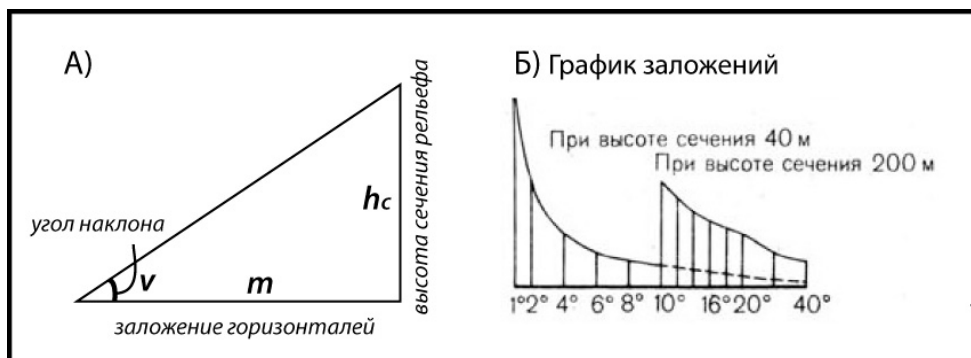 А)
высота сечения рельефа
hc
угол наклона
v
m
заложение горизонталей
Б) График заложений
При высоте сечения 40 м
При высоте сечения 200 м
1° 2° 4° 6° 8° 10° 16° 20° 40°